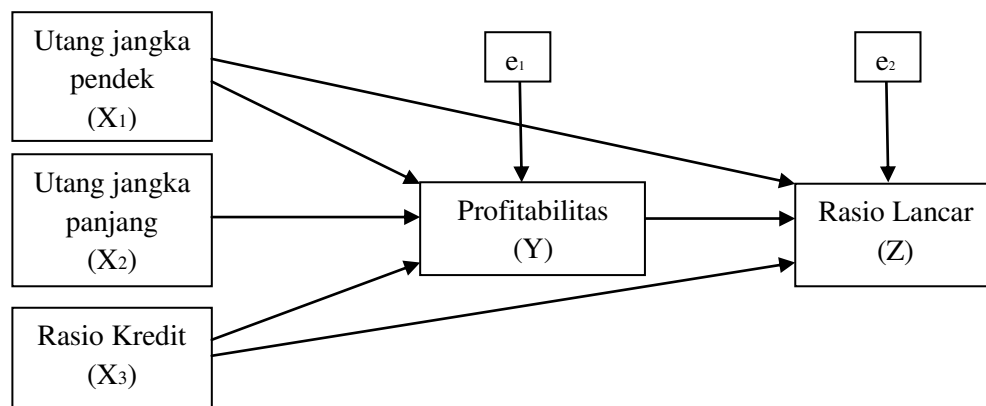 Utang jangka
pendek
(X₁)
e₁
e₂
Utang jangka
panjang
(X₂)
Profitabilitas
(Y)
Rasio Lancar
(Z)
Rasio Kredit
(X₃)